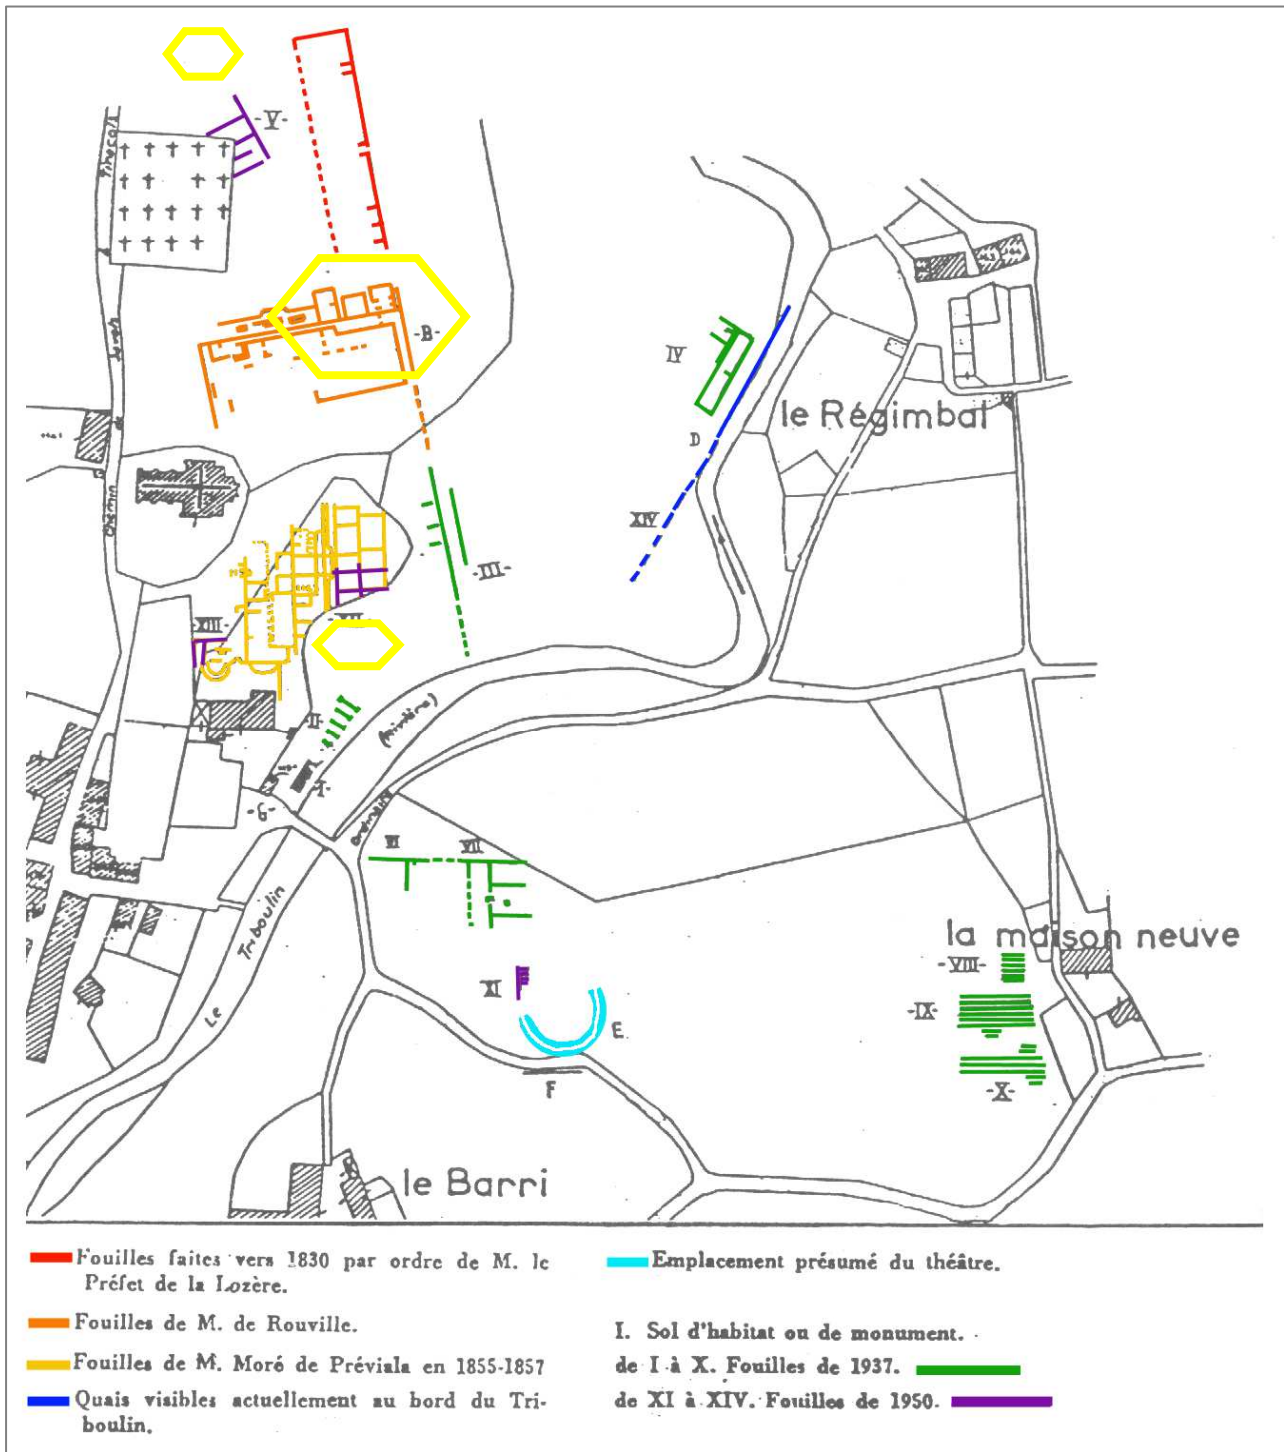 -V-
-B-
IV
le Régimbal
D
XIV
-III-
-XIII-
-II-
(Rivière)
-I-
-G-
ordinaire
VI
VII
Triboulin
Le
la maison neuve
-VIII-
XI
-IX-
E
F
-X-
le Barri
Chemin de
Fouilles faites vers 1830 par ordre de M. le
Préfet de la Lozère.
Fouilles de M. de Rouville.
Fouilles de M. Moré de Préviala en 1855-1857
Quais visibles actuellement au bord du Tri-
boulin.
Emplacement présumé du théâtre.
I. Sol d'habitat ou de monument.
de I à X. Fouilles de 1937.
de XI à XIV. Fouilles de 1950.